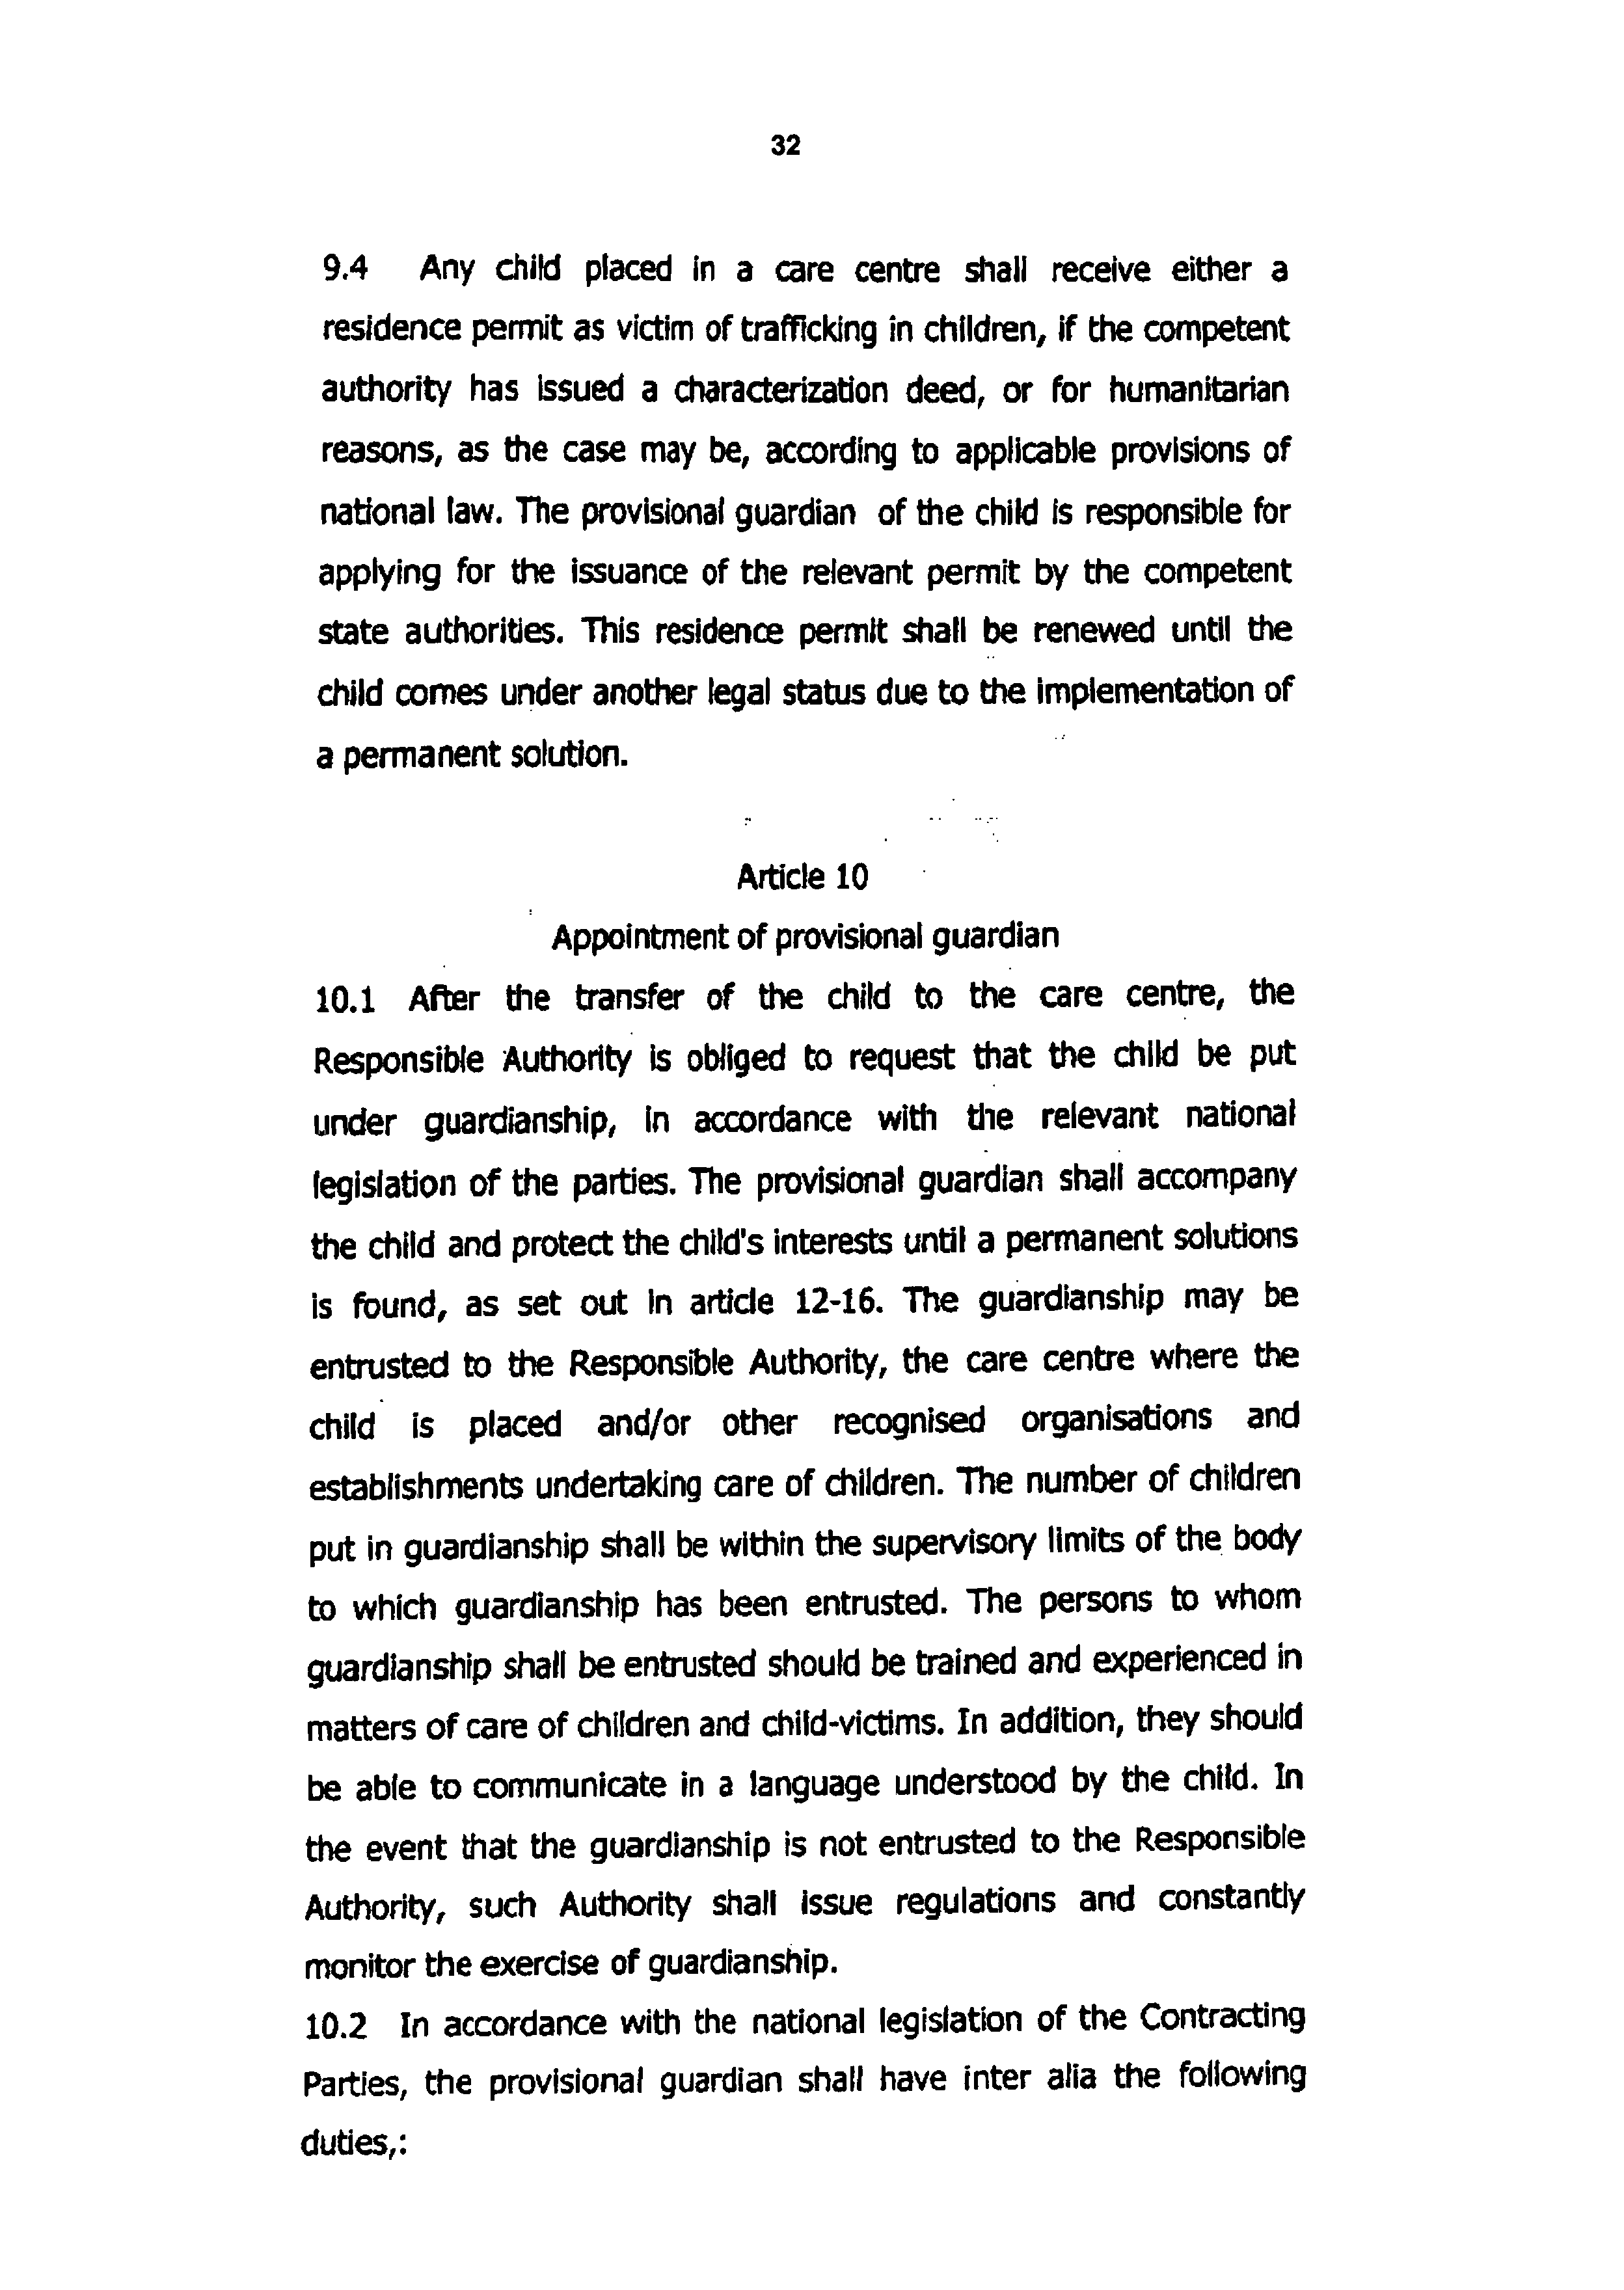 32
9.4 Any child placed in a care centre shall receive either a
residence permit as victim of trafficking in children, if the competent
authority has issued a characterization deed, or for humanitarian
reasons, as the case may be, according to applicable provisions of
national law. The provisional guardian of the child is responsible for
applying for the issuance of the relevant permit by the competent
state authorities. This residence permit shall be renewed until the
child comes under another legal status due to the implementation of
a permanent solution.
Article 10
Appointment of provisional guardian
10.1 After the transfer of the child to the care centre, the
Responsible Authority is obliged to request that the child be put
under guardianship, in accordance with the relevant national
legislation of the parties. The provisional guardian shall accompany
the child and protect the child's interests until a permanent solutions
is found, as set out in article 12-16. The guardianship may be
entrusted to the Responsible Authority, the care centre where the
child is placed and/or other recognised organisations and
establishments undertaking care of children. The number of children
put in guardianship shall be within the supervisory limits of the body
to which guardianship has been entrusted. The persons to whom
guardianship shall be entrusted should be trained and experienced in
matters of care of children and child-victims. In addition, they should
be able to communicate in a language understood by the child. In
the event that the guardianship is not entrusted to the Responsible
Authority, such Authority shall issue regulations and constantly
monitor the exercise of guardianship.
10.2 In accordance with the national legislation of the Contracting
Parties, the provisional guardian shall have inter alia the following
duties,: